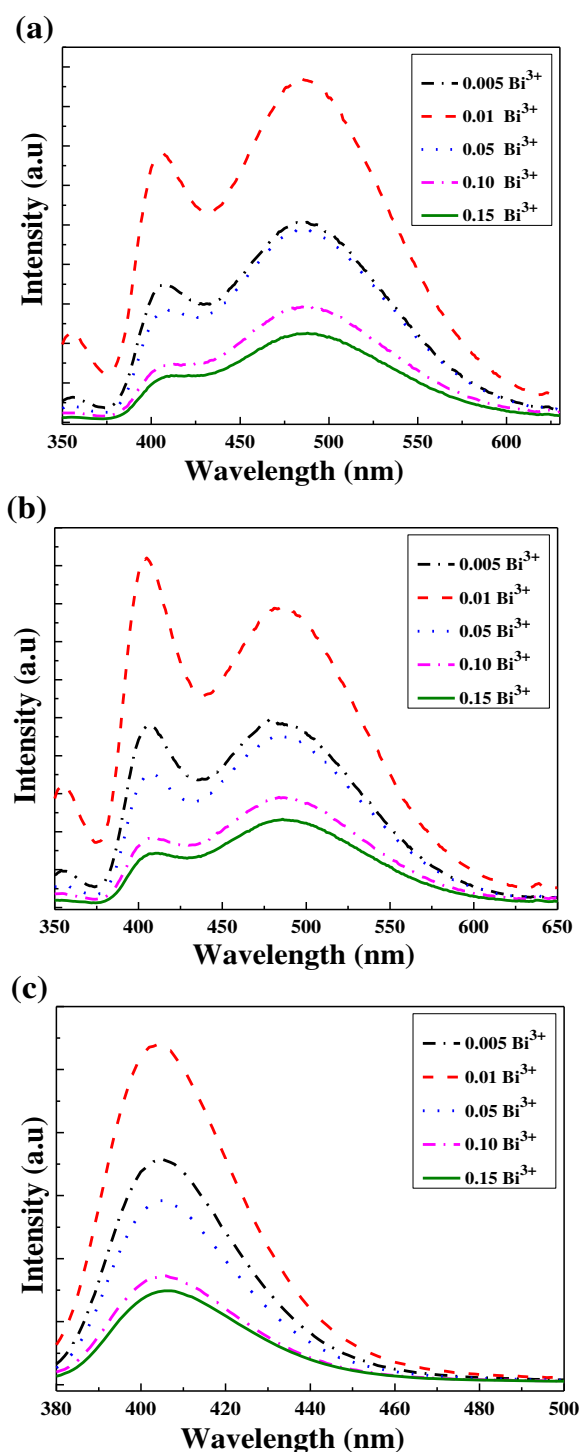 (a)
Intensity (a.u)
0.005 Bi³⁺
0.01 Bi³⁺
0.05 Bi³⁺
0.10 Bi³⁺
0.15 Bi³⁺
350 400 450 500 550 600
Wavelength (nm)
(b)
Intensity (a.u)
0.005 Bi³⁺
0.01 Bi³⁺
0.05 Bi³⁺
0.10 Bi³⁺
0.15 Bi³⁺
350 400 450 500 550 600 650
Wavelength (nm)
(c)
Intensity (a.u)
0.005 Bi³⁺
0.01 Bi³⁺
0.05 Bi³⁺
0.10 Bi³⁺
0.15 Bi³⁺
380 400 420 440 460 480 500
Wavelength (nm)